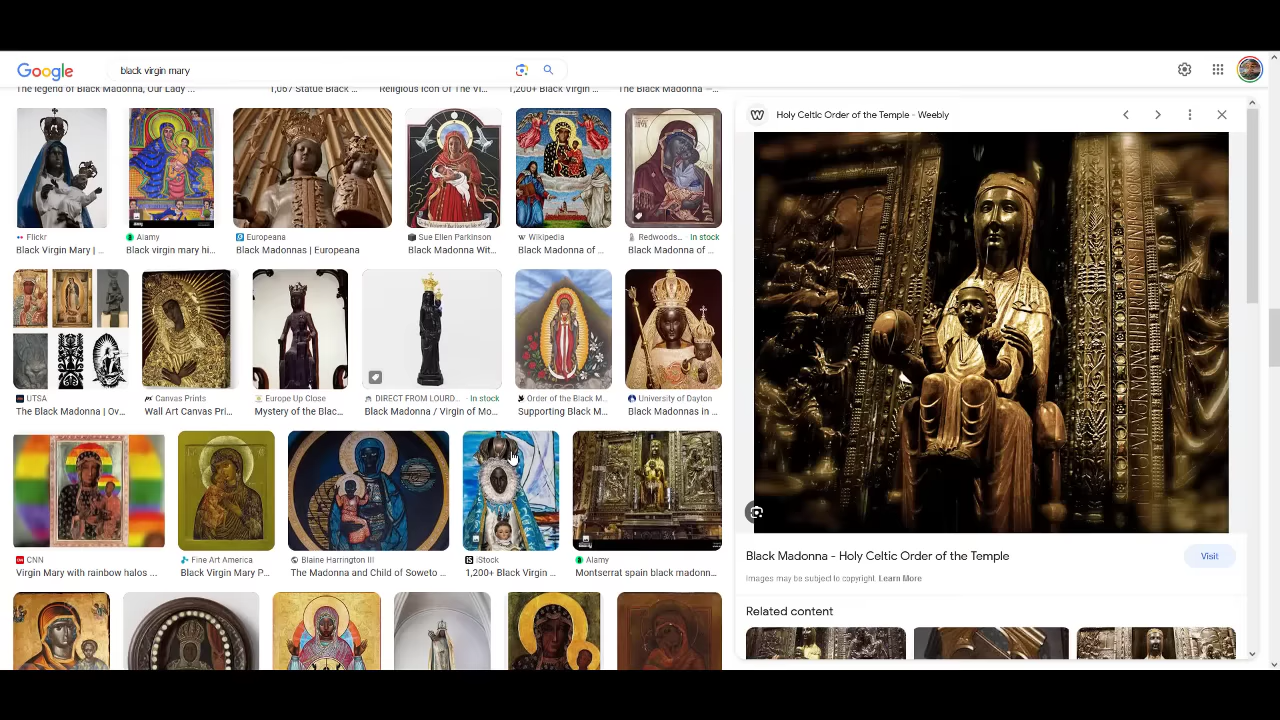 Google
black virgin mary
The legend of Black Madonna, Our Lady ...
1,067 Statue Black ...
Religious Icon Of The Vi...
1,200+ Black Virgin ...
The Black Madonna —...
Holy Celtic Order of the Temple - Weebly
Flickr
Alamy
Europeana
Sue Ellen Parkinson
Wikipedia
Redwoods... In stock
Black Virgin Mary | ...
Black virgin mary hi...
Black Madonnas | Europeana
Black Madonna Wit...
Black Madonna of ...
Black Madonna of ...
UTSA
Canvas Prints
Europe Up Close
DIRECT FROM LOURD... · In stock
Order of the Black M...
University of Dayton
The Black Madonna | Ov...
Wall Art Canvas Pri...
Mystery of the Blac...
Black Madonna / Virgin of Mo...
Supporting Black M...
Black Madonnas in ...
CNN
Fine Art America
Blaine Harrington III
iStock
Alamy
Virgin Mary with rainbow halos ...
Black Virgin Mary P...
The Madonna and Child of Soweto ...
1,200+ Black Virgin ...
Montserrat spain black madonn...
Black Madonna - Holy Celtic Order of the Temple
Visit
Images may be subject to copyright. Learn More
Related content